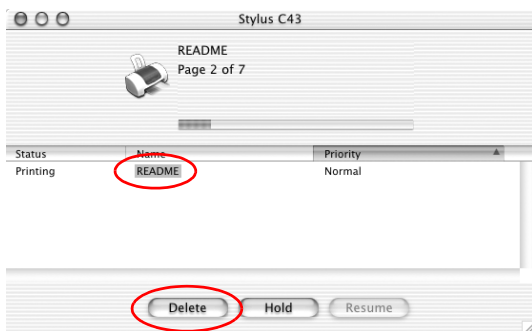 Stylus C43
README
Page 2 of 7
Status Name Priority
Printing README Normal
Delete Hold Resume